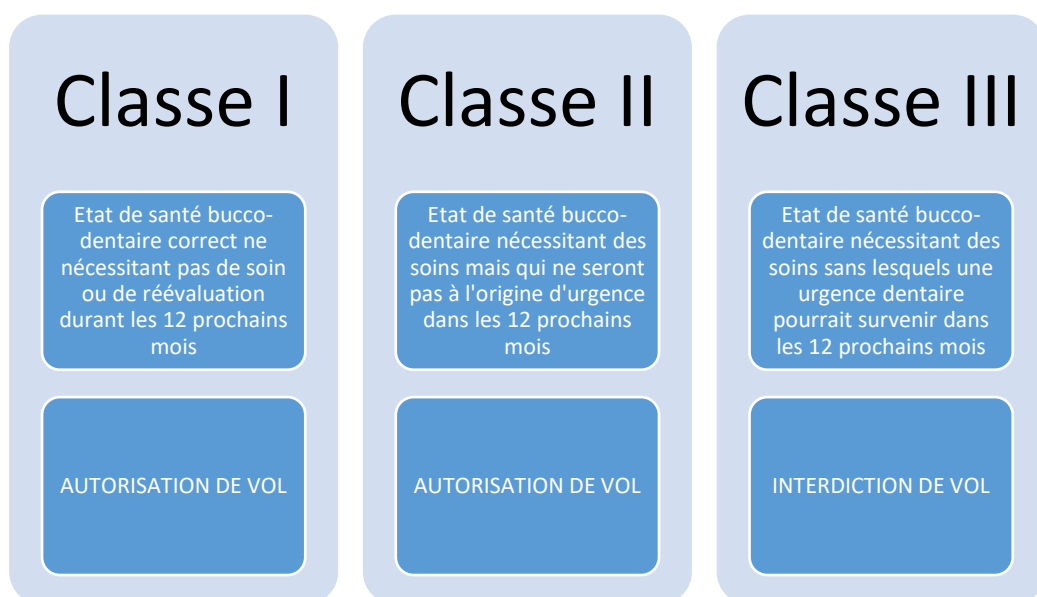 Classe I
Etat de santé bucco-
dentaire correct ne
nécessitant pas de soin
ou de réévaluation
durant les 12 prochains
mois
AUTORISATION DE VOL
Classe II
Etat de santé bucco-
dentaire nécessitant des
soins mais qui ne seront
pas à l'origine d'urgence
dans les 12 prochains
mois
AUTORISATION DE VOL
Classe III
Etat de santé bucco-
dentaire nécessitant des
soins sans lesquels une
urgence dentaire
pourrait survenir dans
les 12 prochains mois
INTERDICTION DE VOL